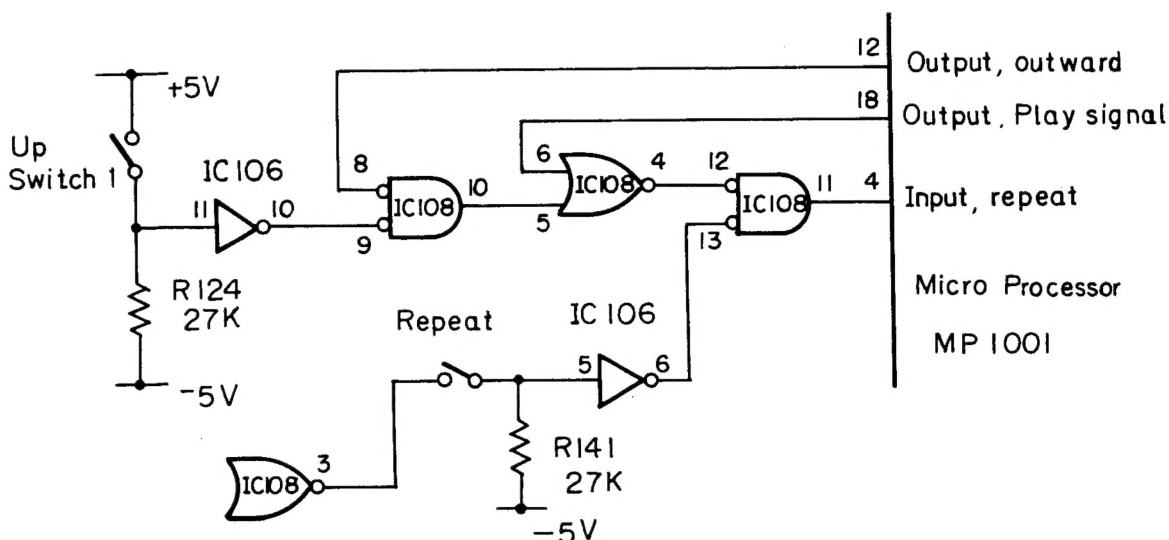 12
Output, outward
+5V
18
Output, Play signal
Up
Switch 1
IC106
8
6
4
12
IC108
10
IC108
IC108
11
4
Input, repeat
11
10
9
5
13
R124
27K
Repeat
IC106
Micro Processor
MP 1001
5
6
-5V
3
R141
27K
IC108
-5V